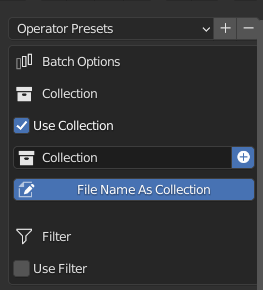 Operator Presets
Batch Options
Collection
Use Collection
Collection
File Name As Collection
Filter
Use Filter